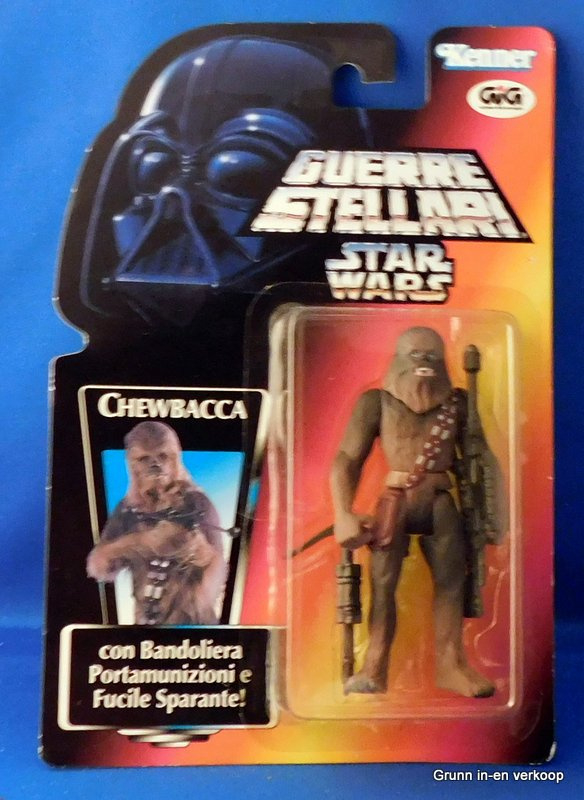 Kenner
GiG
GUERRE
STELLARI
STAR
WARS
CHEWBACCA
con Bandoliera
Portamunizioni e
Fucile Sparante!
Grunn in-en verkoop